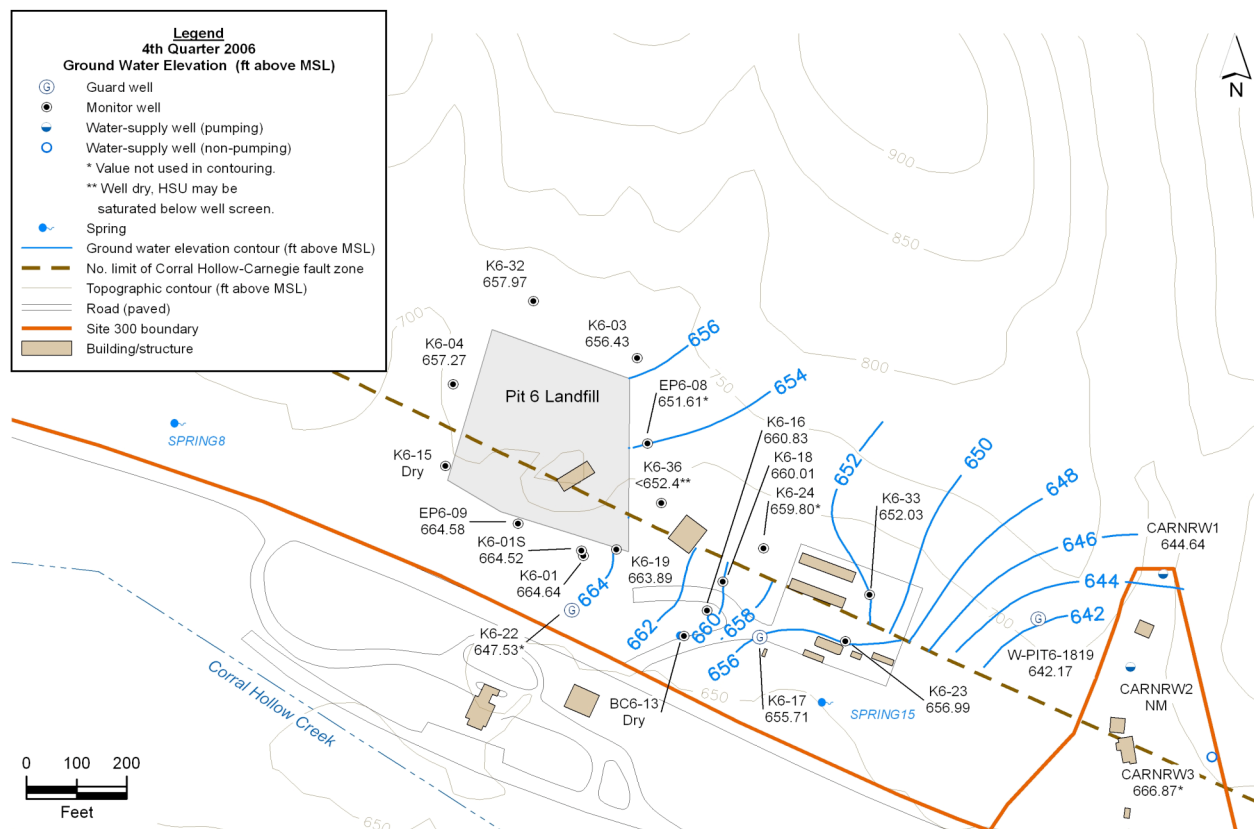 Legend
4th Quarter 2006
Ground Water Elevation (ft above MSL)
Guard well
Monitor well
Water-supply well (pumping)
Water-supply well (non-pumping)
* Value not used in contouring.
** Well dry, HSU may be
saturated below well screen.
Spring
Ground water elevation contour (ft above MSL)
No. limit of Corral Hollow-Carnegie fault zone
Topographic contour (ft above MSL)
Road (paved)
Site 300 boundary
Building/structure
G
N
900
850
800
750
700
K6-32
657.97
K6-03
656.43
656
K6-04
657.27
654
EP6-08
651.61*
Pit 6 Landfill
K6-16
660.83
K6-18
660.01
SPRING8
K6-15
Dry
K6-36
<652.4**
K6-24
659.80*
652
650
648
K6-33
652.03
EP6-09
664.58
K6-01S
664.52
K6-01
664.64
K6-19
663.89
664
646
CARNRW1
644.64
644
642
G
K6-22
647.53*
662
660
658
656
G
G
W-PIT6-1819
642.17
K6-17
655.71
K6-23
656.99
SPRING15
BC6-13
Dry
650
700
CARNRW2
NM
CARNRW3
666.87*
Corral Hollow Creek
650
0 100 200
Feet